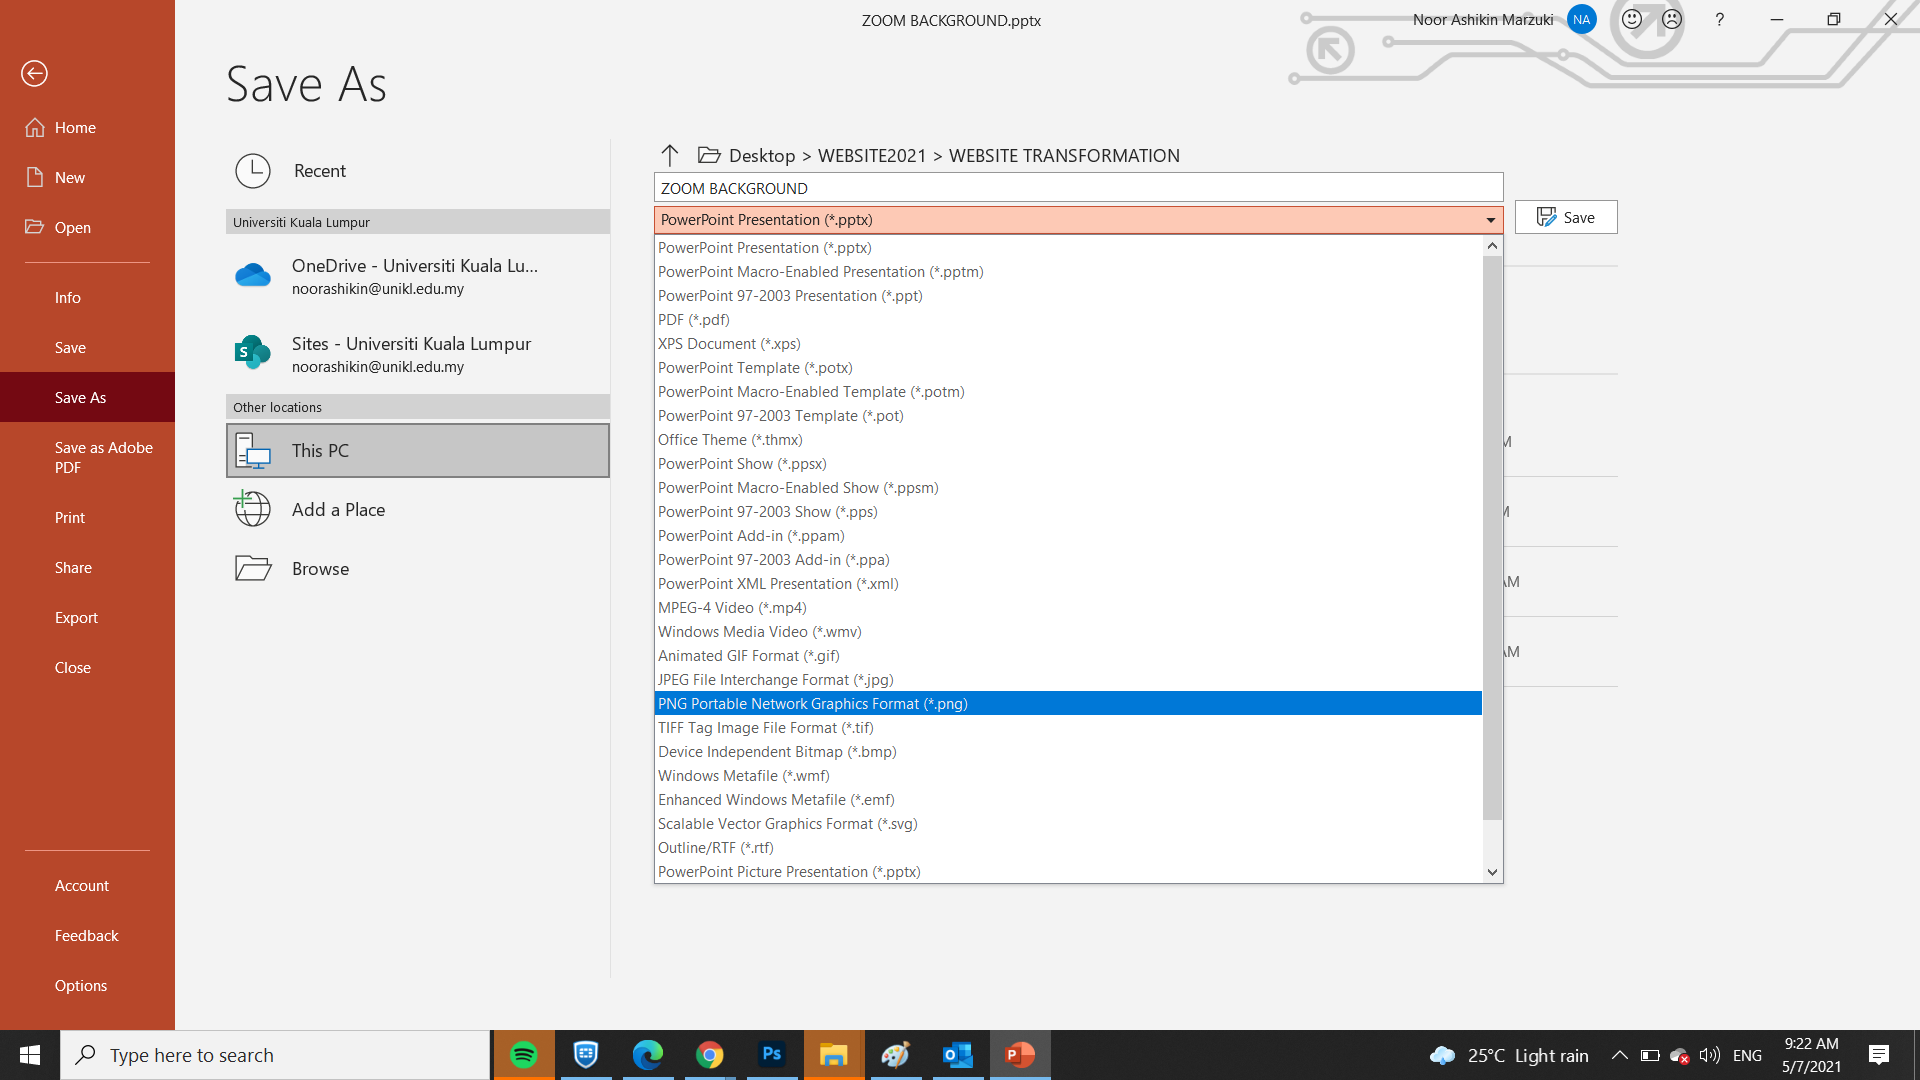 ZOOM BACKGROUND.pptx
Noor Ashikin Marzuki
NA
?
Save As
Home
New
Open
Info
Save
Save As
Save as Adobe
PDF
Print
Share
Export
Close
Account
Feedback
Options
Recent
Universiti Kuala Lumpur
OneDrive - Universiti Kuala Lu...
noorashikin@unikl.edu.my
S
Sites - Universiti Kuala Lumpur
noorashikin@unikl.edu.my
Other locations
This PC
Add a Place
Browse
Desktop > WEBSITE2021 > WEBSITE TRANSFORMATION
ZOOM BACKGROUND
PowerPoint Presentation (*.pptx)
Save
PowerPoint Presentation (*.pptx)
PowerPoint Macro-Enabled Presentation (*.pptm)
PowerPoint 97-2003 Presentation (*.ppt)
PDF (*.pdf)
XPS Document (*.xps)
PowerPoint Template (*.potx)
PowerPoint Macro-Enabled Template (*.potm)
PowerPoint 97-2003 Template (*.pot)
Office Theme (*.thmx)
PowerPoint Show (*.ppsx)
PowerPoint Macro-Enabled Show (*.ppsm)
PowerPoint 97-2003 Show (*.pps)
PowerPoint Add-in (*.ppam)
PowerPoint 97-2003 Add-in (*.ppa)
PowerPoint XML Presentation (*.xml)
MPEG-4 Video (*.mp4)
Windows Media Video (*.wmv)
Animated GIF Format (*.gif)
JPEG File Interchange Format (*.jpg)
PNG Portable Network Graphics Format (*.png)
TIFF Tag Image File Format (*.tif)
Device Independent Bitmap (*.bmp)
Windows Metafile (*.wmf)
Enhanced Windows Metafile (*.emf)
Scalable Vector Graphics Format (*.svg)
Outline/RTF (*.rtf)
PowerPoint Picture Presentation (*.pptx)
Type here to search
Ps
P
25°C Light rain
ENG
9:22 AM
5/7/2021